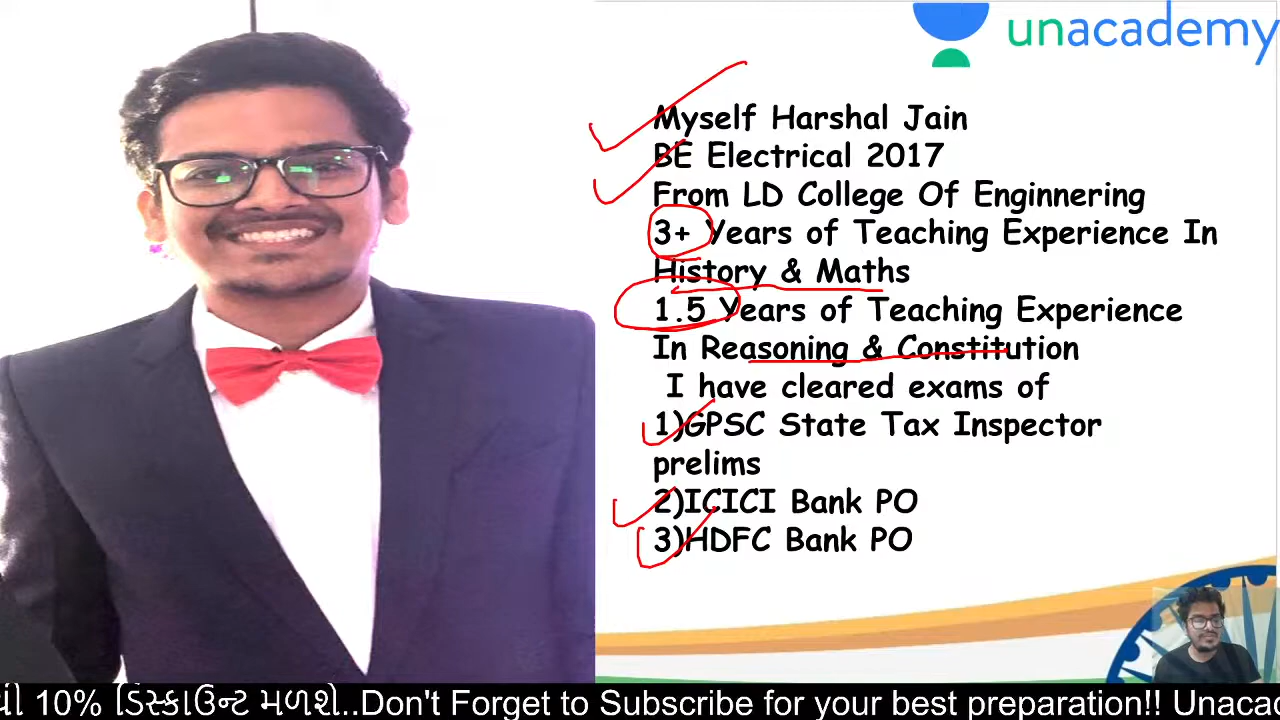 unacademy
Myself Harshal Jain
BE Electrical 2017
From LD College Of Enginnering
3+ Years of Teaching Experience In
History & Maths
1.5 Years of Teaching Experience
In Reasoning & Constitution
I have cleared exams of
1)GPSC State Tax Inspector
prelims
2)ICICI Bank PO
3)HDFC Bank PO
10% ડિસ્કાઉન્ટ મળશે..Don't Forget to Subscribe for your best preparation!! Unaca